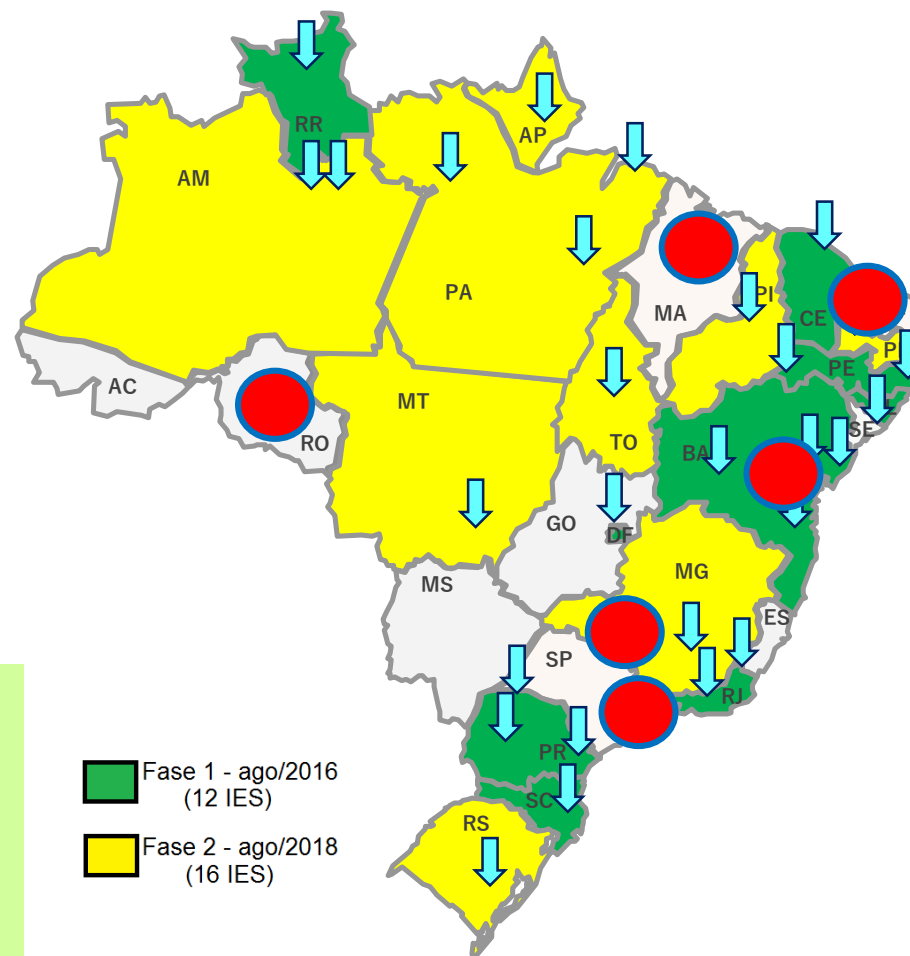 RR
AP
AM
PA
MA
PI
CE
P
PE
AC
RO
MT
TO
BA
SE
GO
DF
MG
MS
ES
SP
RJ
PR
SC
RS
Fase 1 - ago/2016
(12 IES)
Fase 2 - ago/2018
(16 IES)